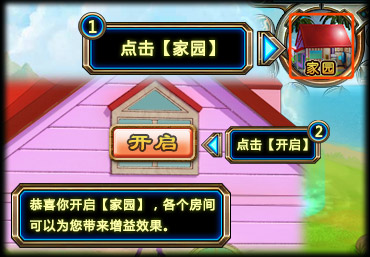 1
点击【家园】
家园
开启
点击【开启】
2
恭喜你开启【家园】，各个房间
可以为您带来增益效果。